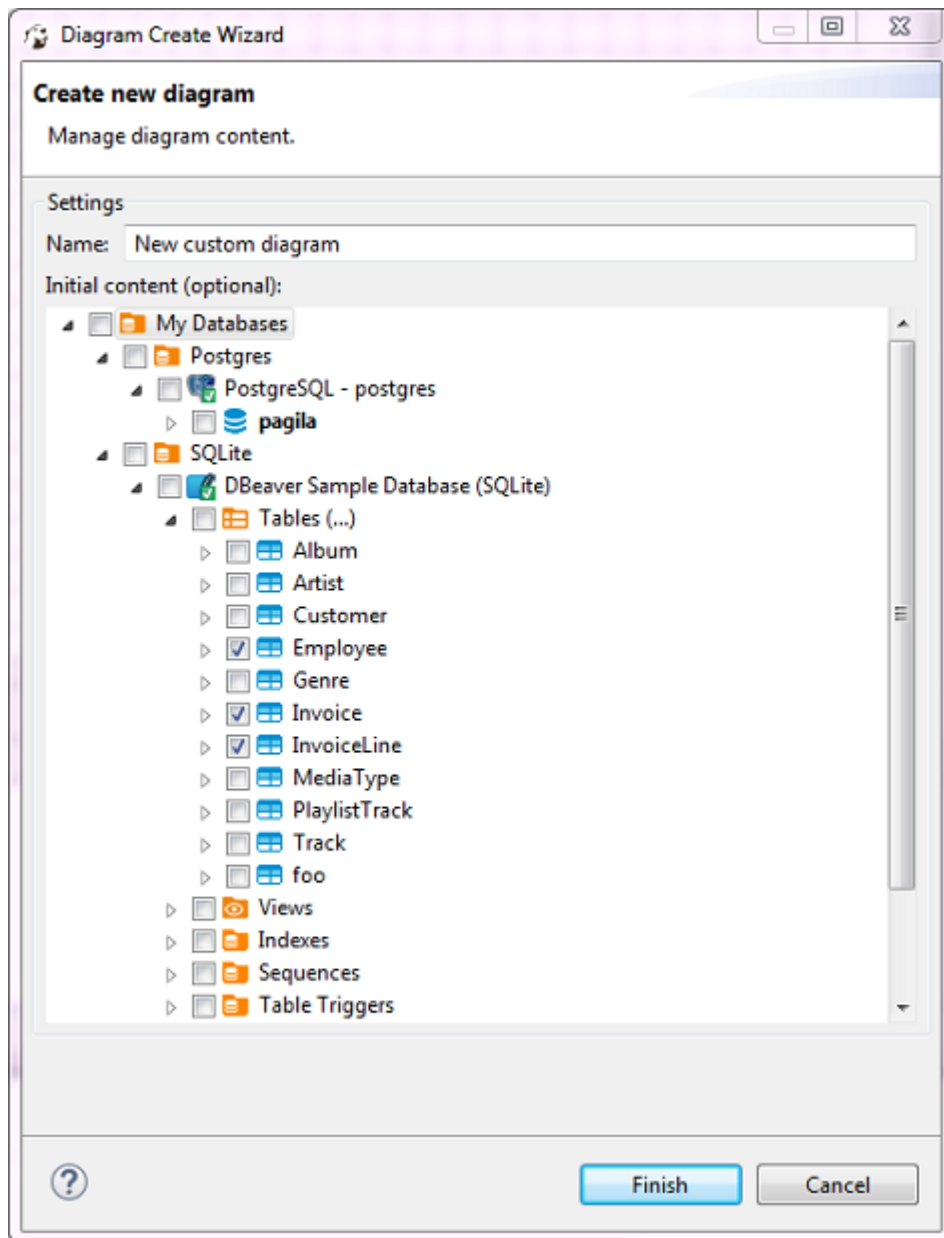 Diagram Create Wizard
Create new diagram
Manage diagram content.
Settings
Name: New custom diagram
Initial content (optional):
My Databases
Postgres
PostgreSQL - postgres
pagila
SQLite
DBeaver Sample Database (SQLite)
Tables (...)
Album
Artist
Customer
Employee
Genre
Invoice
InvoiceLine
MediaType
PlaylistTrack
Track
foo
Views
Indexes
Sequences
Table Triggers
? Finish Cancel